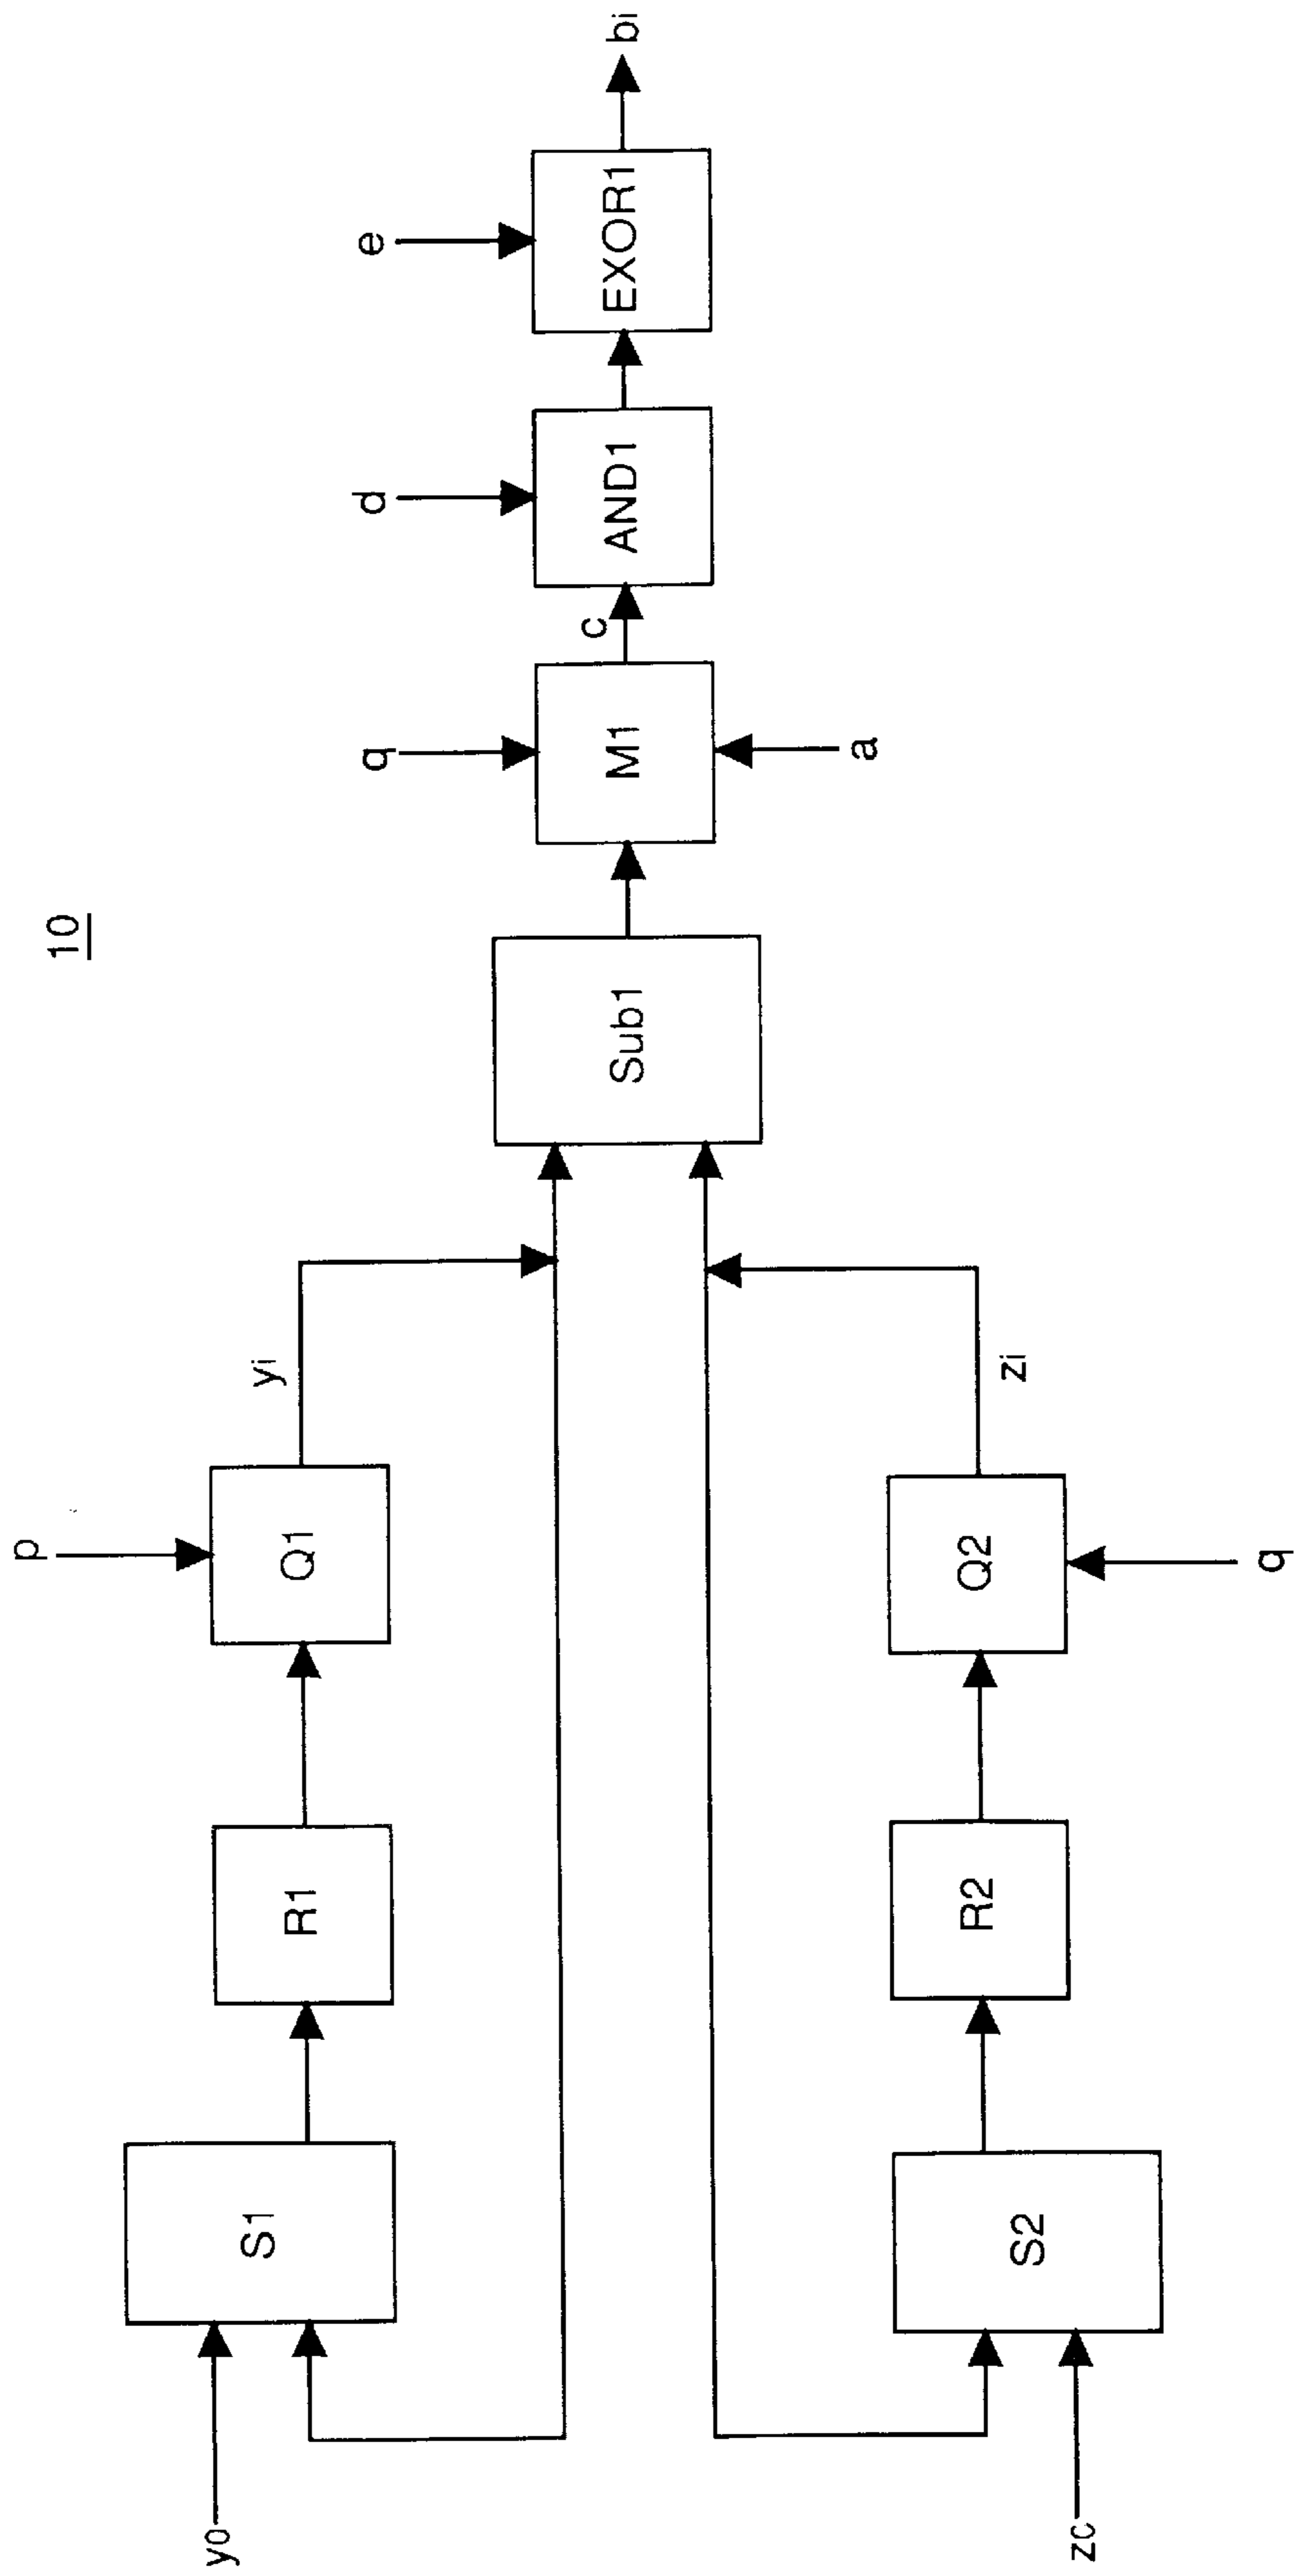 10
p
y0
S1
R1
Q1
yi
q
d
e
Sub1
M1
c
AND1
EXOR1
bi
a
zi
S2
R2
Q2
zc
q